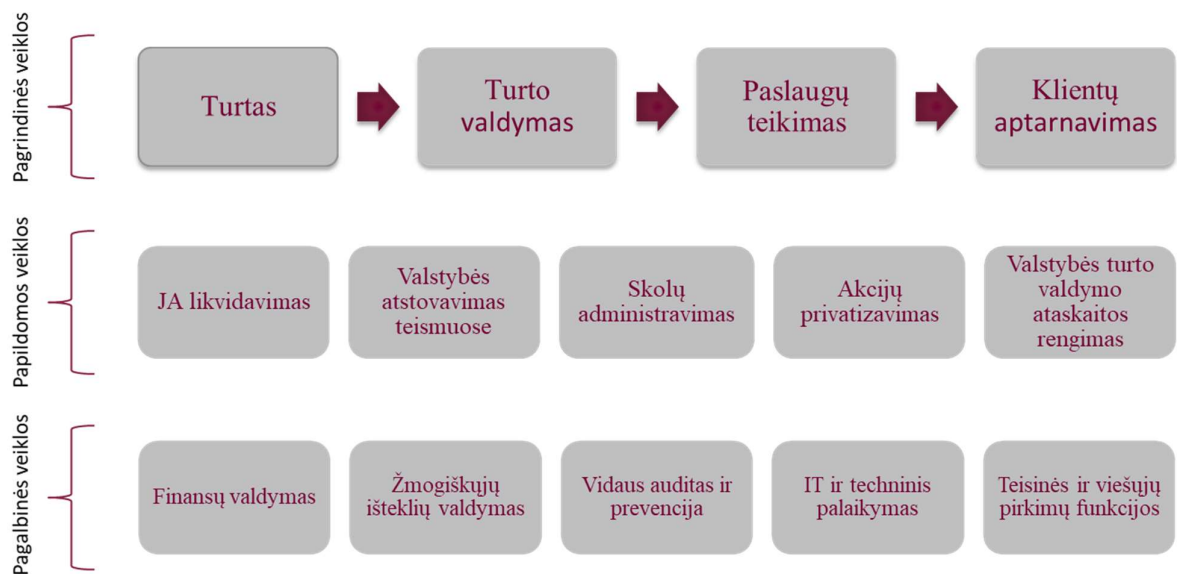 Pagrindinės veiklos
Turtas
Turto
valdymas
Paslaugų
teikimas
Klientų
aptarnavimas
Papildomos veiklos
JA likvidavimas
Valstybės
atstovavimas
teismuose
Skolų
administravimas
Akcijų
privatizavimas
Valstybės turto
valdymo
ataskaitos
rengimas
Pagalbinės veiklos
Finansų valdymas
Žmogiškųjų
išteklių valdymas
Vidaus auditas ir
prevencija
IT ir techninis
palaikymas
Teisinės ir viešųjų
pirkimų funkcijos